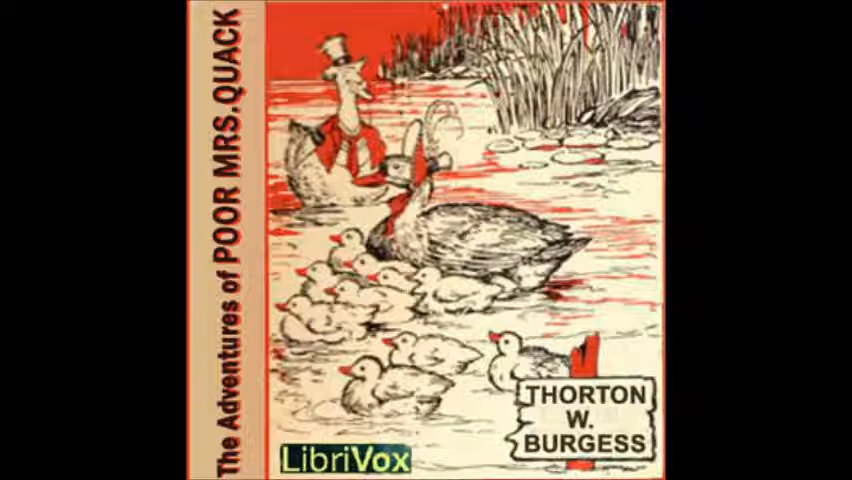 The Adventures of POOR MRS.QUACK
THORTON
W.
BURGESS
LibriVox